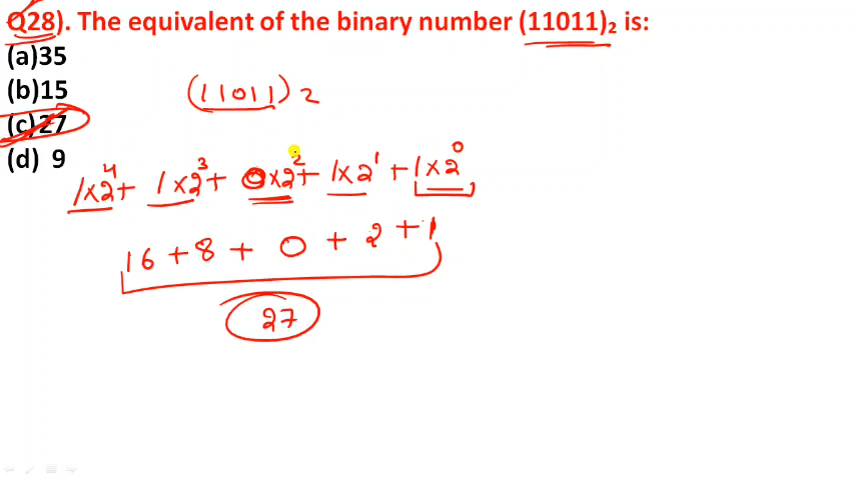 Q28). The equivalent of the binary number (11011)₂ is:
(a)35
(b)15
(11011)2
(c)27
(d) 9
1x2⁴+ 1x2³+ 0x2²+ 1x2¹ + 1x2⁰
16 + 8 + 0 + 2 + 1
27